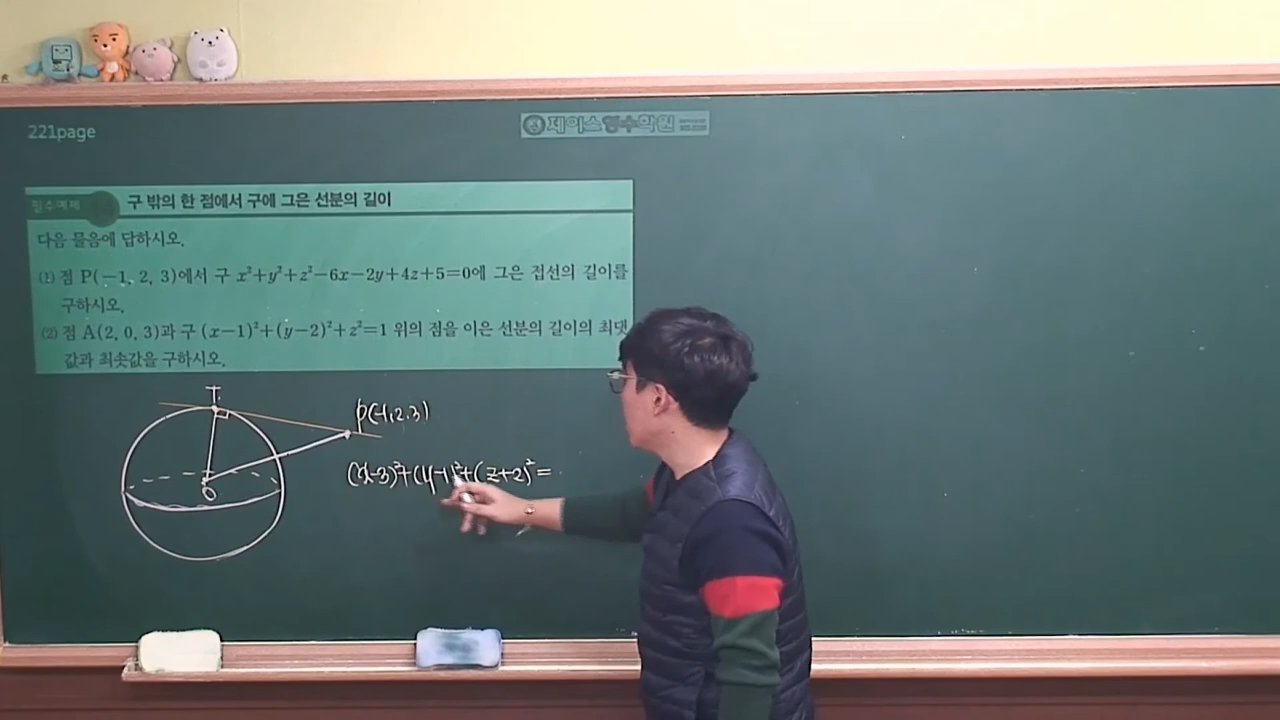 221page
제이스영수학원
필수예제
구 밖의 한 점에서 구에 그은 선분의 길이
다음 물음에 답하시오.
(1) 점 P(−1, 2, 3)에서 구 x²+y²+z²−6x−2y+4z+5=0에 그은 접선의 길이를
구하시오.
(2) 점 A(2, 0, 3)과 구 (x−1)²+(y−2)²+z²=1 위의 점을 이은 선분의 길이의 최댓
값과 최솟값을 구하시오.
T
P(-1,2,3)
(x-3)²+(y-1)²+(z+2)²=
O